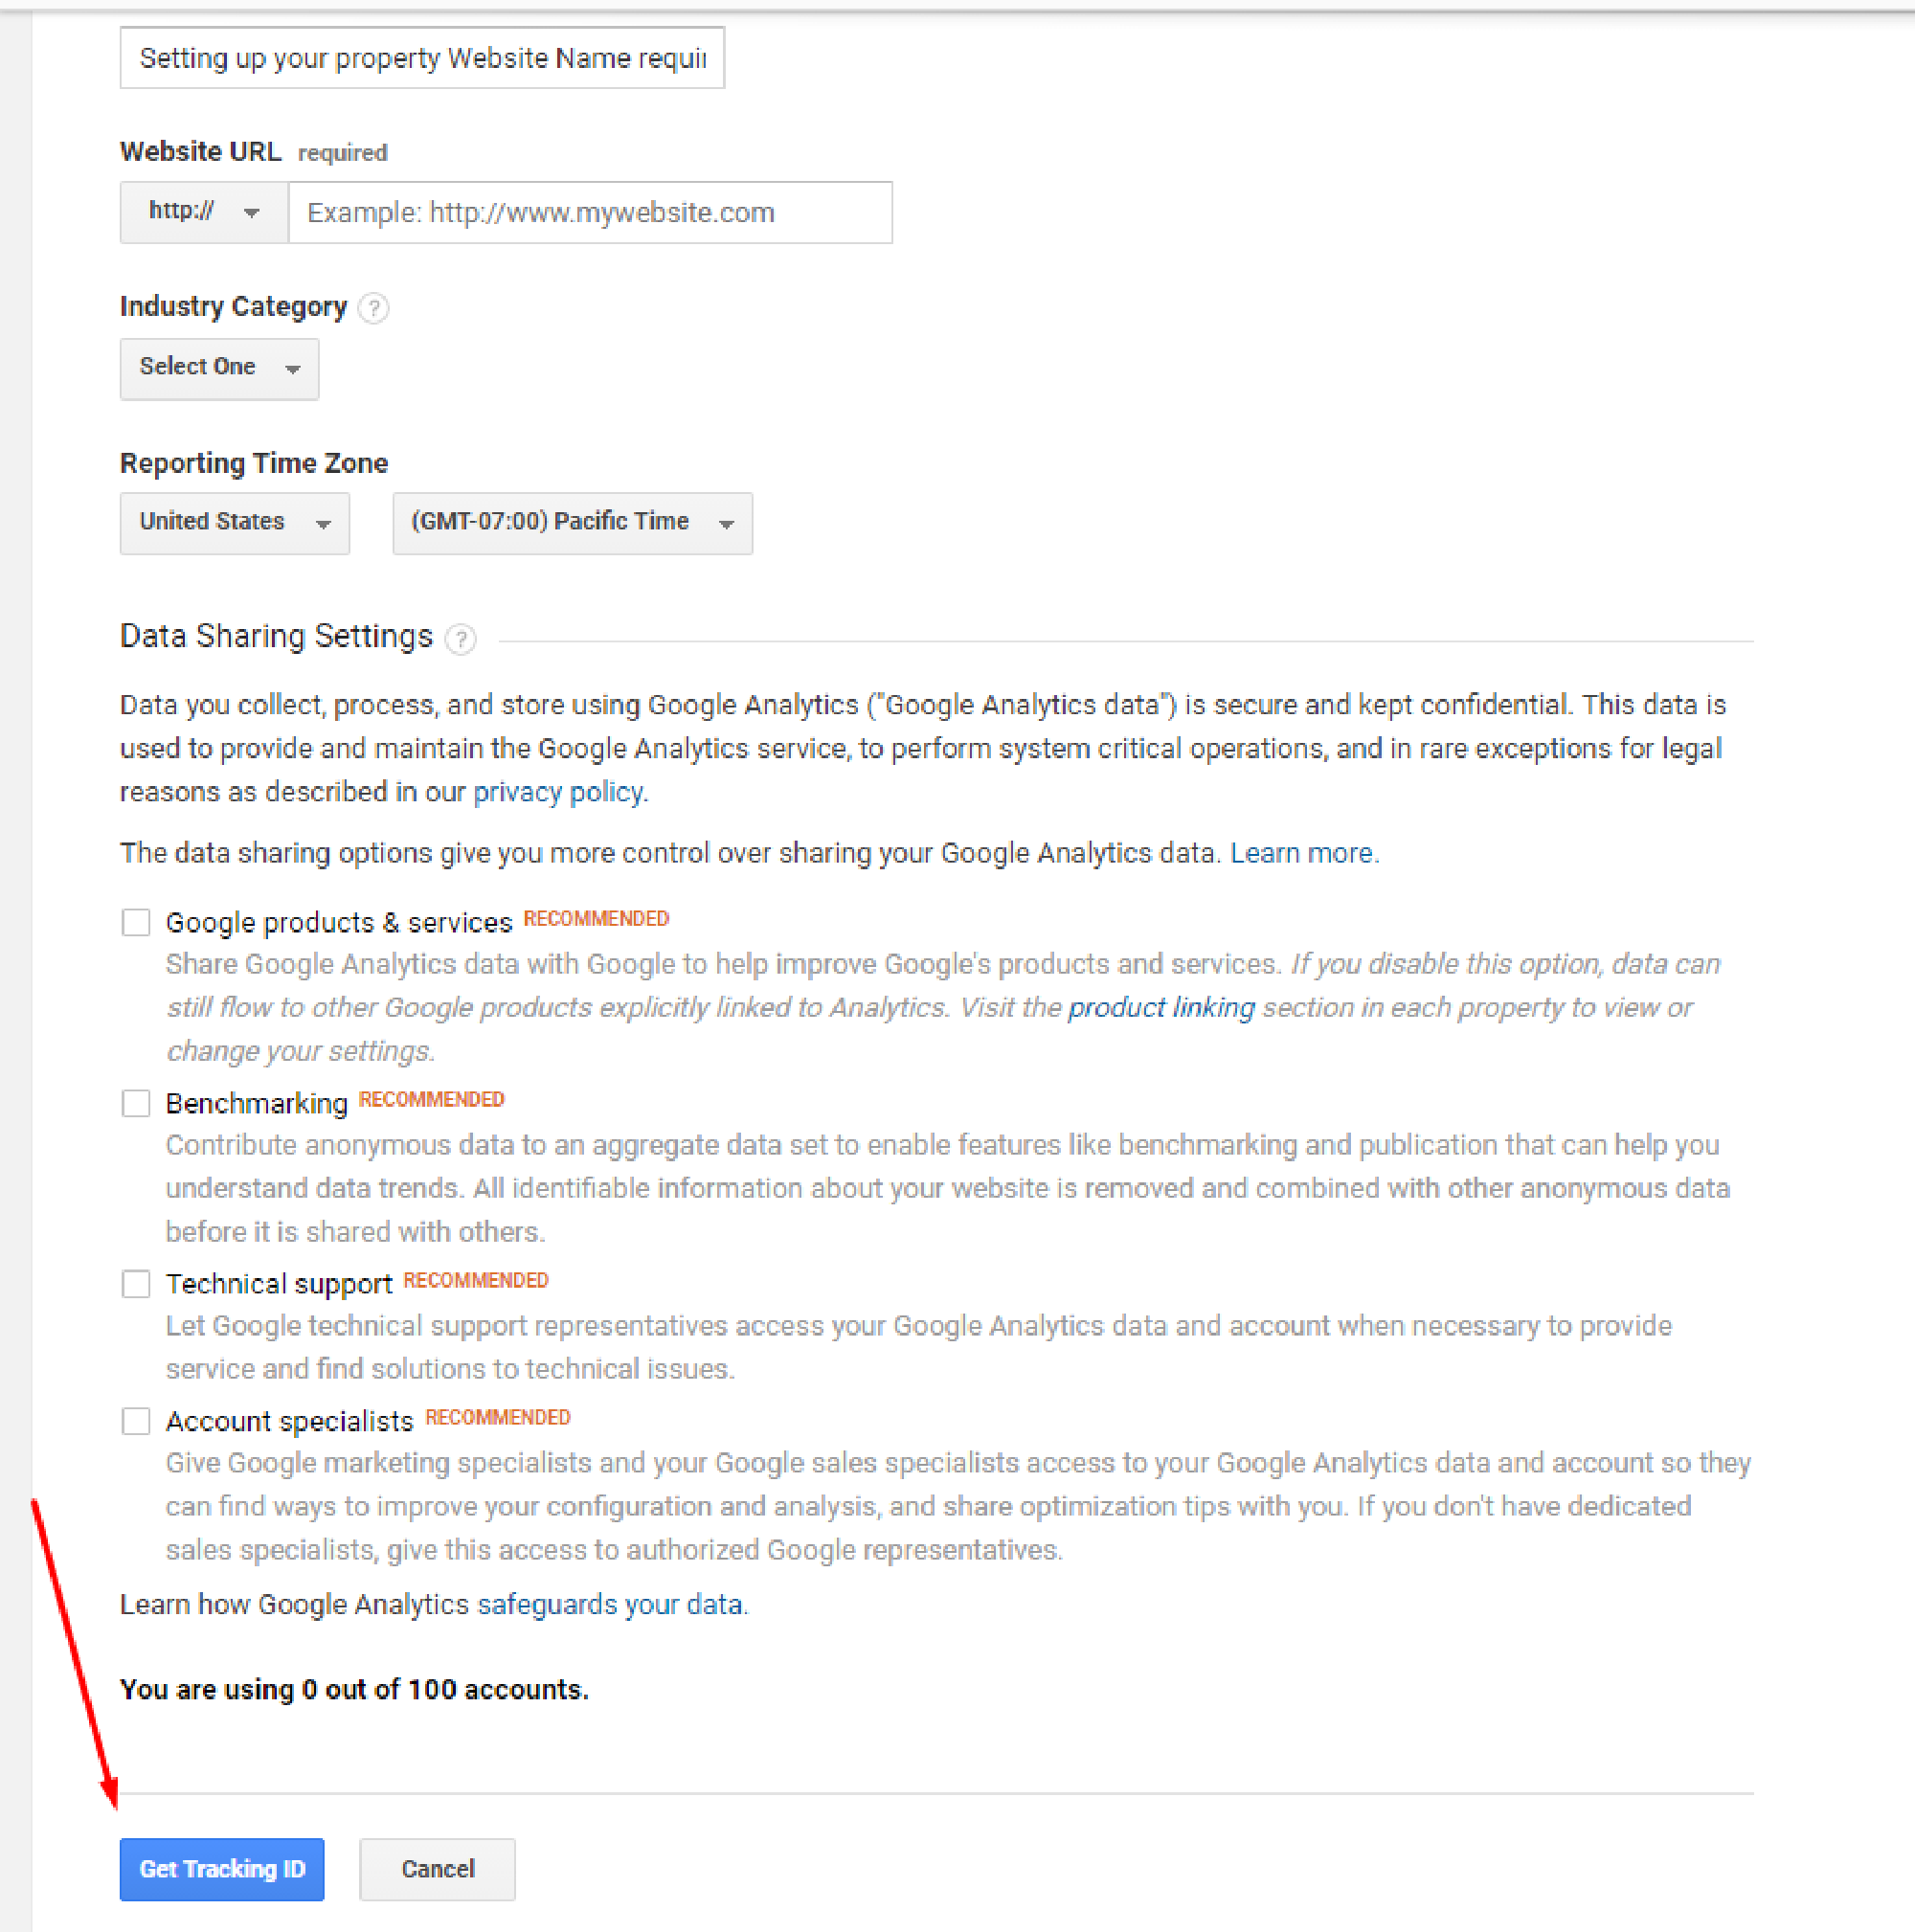 Setting up your property Website Name requir
Website URL required
http:// Example: http://www.mywebsite.com
Industry Category ?
Select One
Reporting Time Zone
United States (GMT-07:00) Pacific Time
Data Sharing Settings ?
Data you collect, process, and store using Google Analytics ("Google Analytics data") is secure and kept confidential. This data is
used to provide and maintain the Google Analytics service, to perform system critical operations, and in rare exceptions for legal
reasons as described in our privacy policy.
The data sharing options give you more control over sharing your Google Analytics data. Learn more.
Google products & services RECOMMENDED
Share Google Analytics data with Google to help improve Google's products and services. If you disable this option, data can
still flow to other Google products explicitly linked to Analytics. Visit the product linking section in each property to view or
change your settings.
Benchmarking RECOMMENDED
Contribute anonymous data to an aggregate data set to enable features like benchmarking and publication that can help you
understand data trends. All identifiable information about your website is removed and combined with other anonymous data
before it is shared with others.
Technical support RECOMMENDED
Let Google technical support representatives access your Google Analytics data and account when necessary to provide
service and find solutions to technical issues.
Account specialists RECOMMENDED
Give Google marketing specialists and your Google sales specialists access to your Google Analytics data and account so they
can find ways to improve your configuration and analysis, and share optimization tips with you. If you don't have dedicated
sales specialists, give this access to authorized Google representatives.
Learn how Google Analytics safeguards your data.
You are using 0 out of 100 accounts.
Get Tracking ID Cancel